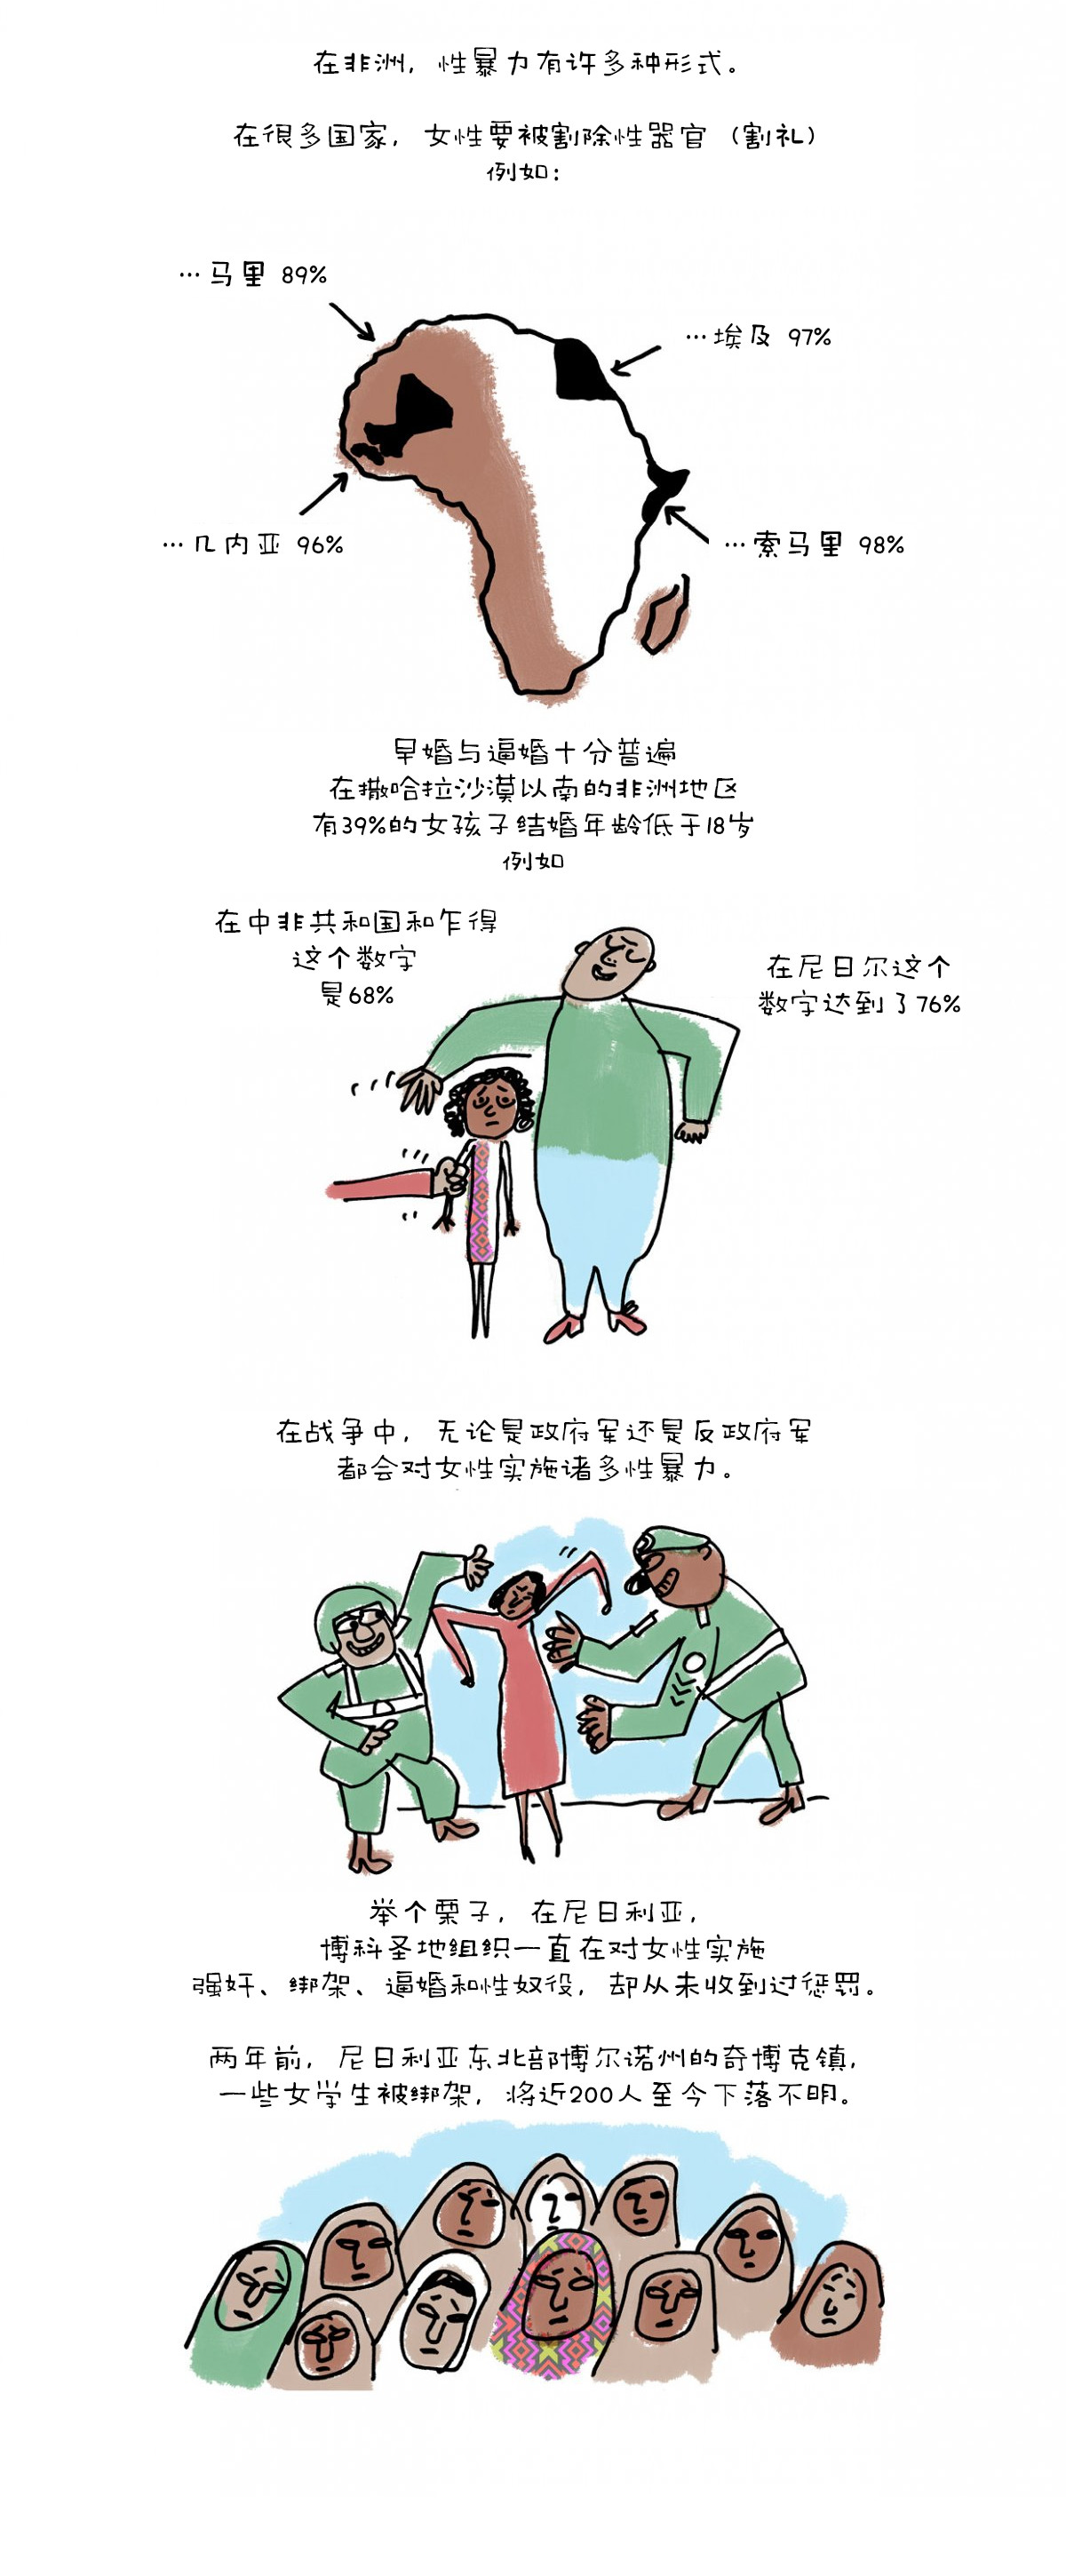 在非洲，性暴力有许多种形式。
在很多国家，女性要被割除性器官（割礼）
例如：
…马里 89%
…埃及 97%
…几内亚 96%
…索马里 98%
早婚与逼婚十分普遍
在撒哈拉沙漠以南的非洲地区
有39%的女孩子结婚年龄低于18岁
例如
在中非共和国和乍得
这个数字
是68%
在尼日尔这个
数字达到了76%
在战争中，无论是政府军还是反政府军
都会对女性实施诸多性暴力。
举个栗子，在尼日利亚，
博科圣地组织一直在对女性实施
强奸、绑架、逼婚和性奴役，却从未收到过惩罚。
两年前，尼日利亚东北部博尔诺州的奇博克镇，
一些女学生被绑架，将近200人至今下落不明。